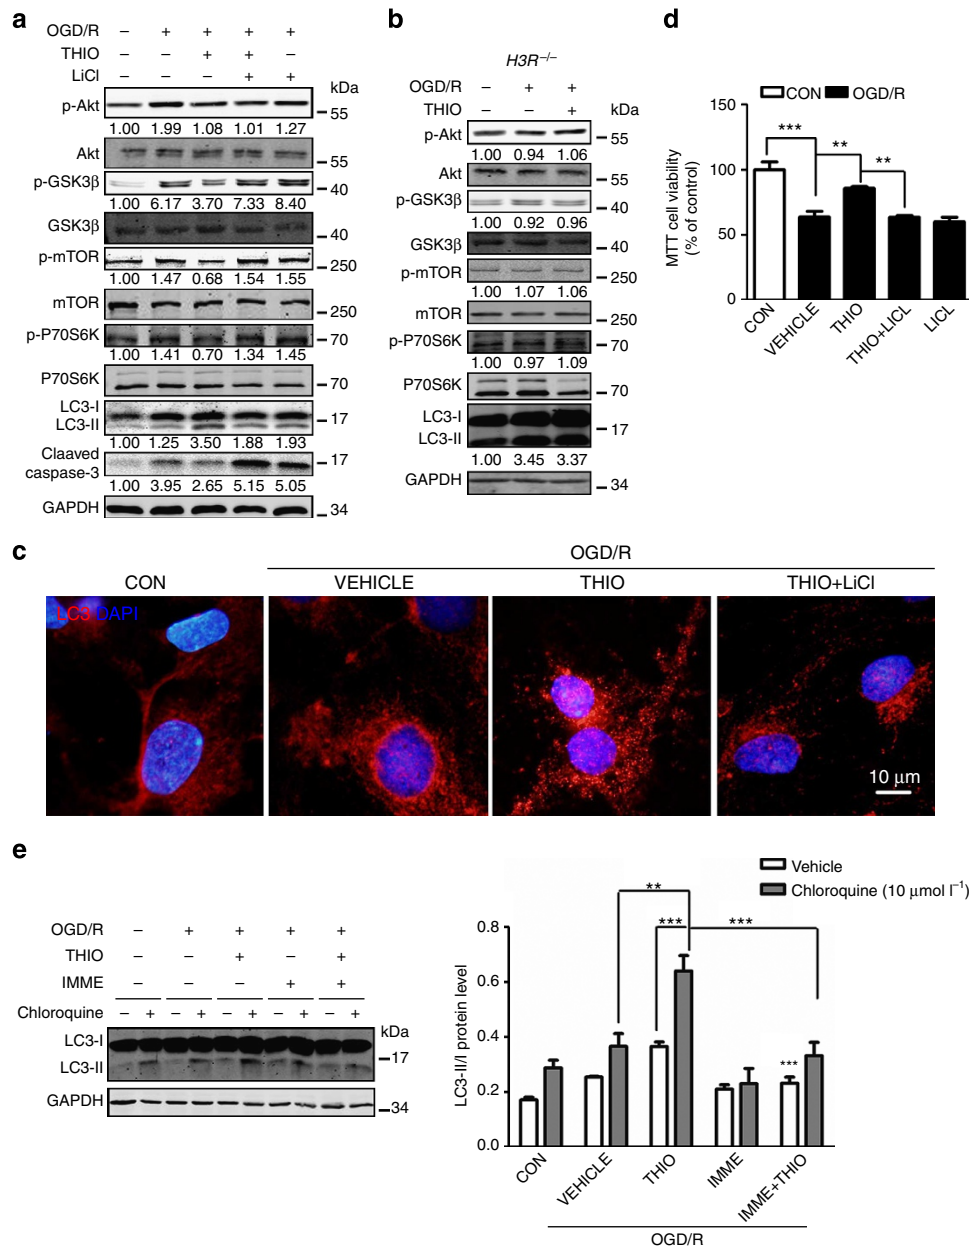 a
OGD/R – + + + +
THIO – – + + –
LiCl – – – + +
kDa
p-Akt 55
1.00 1.99 1.08 1.01 1.27
Akt 55
p-GSK3β 40
1.00 6.17 3.70 7.33 8.40
GSK3β 40
p-mTOR 250
1.00 1.47 0.68 1.54 1.55
mTOR 250
p-P70S6K 70
1.00 1.41 0.70 1.34 1.45
P70S6K 70
LC3-I 17
LC3-II
1.00 1.25 3.50 1.88 1.93
Claaved
caspase-3 17
1.00 3.95 2.65 5.15 5.05
GAPDH 34
b
H3R–/–
OGD/R – + +
THIO – – + kDa
p-Akt 55
1.00 0.94 1.06
Akt 55
p-GSK3β 40
1.00 0.92 0.96
GSK3β 40
p-mTOR 250
1.00 1.07 1.06
mTOR 250
p-P70S6K 70
1.00 0.97 1.09
P70S6K 70
LC3-I 17
LC3-II
1.00 3.45 3.37
GAPDH 34
d
CON OGD/R
MTT cell viability
(% of control)
150
100
50
0
*** ** **
CON VEHICLE THIO THIO+LICL LICL
c
OGD/R
CON VEHICLE THIO THIO+LiCl
LC3 DAPI
10 μm
e
OGD/R – + + + +
THIO – – + – +
IMME – – – + +
Chloroquine – + – + – + – + – +
kDa
LC3-I 17
LC3-II
GAPDH 34
Vehicle
Chloroquine (10 μmol l–1)
LC3-II/I protein level
0.8
0.6
0.4
0.2
0.0
**
*** ***
***
CON VEHICLE THIO IMME IMME+THIO
OGD/R